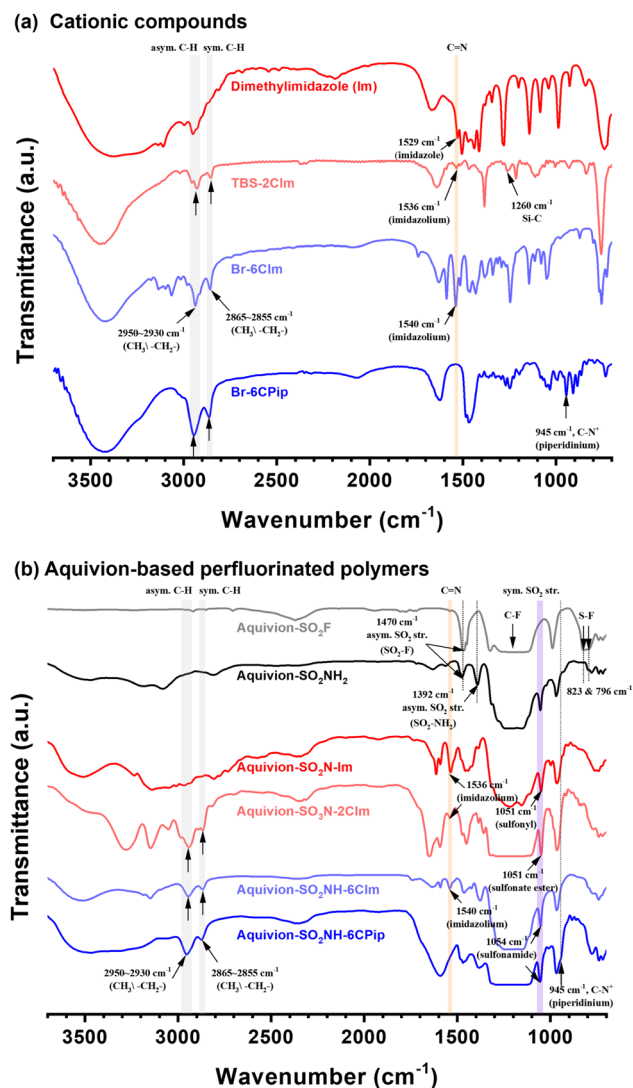 (a) Cationic compounds
asym. C-H sym. C-H C=N
Dimethylimidazole (Im)
1529 cm⁻¹
(imidazole)
TBS-2CIm
1536 cm⁻¹
(imidazolium)
1260 cm⁻¹
Si-C
Br-6CIm
2950~2930 cm⁻¹
(CH₃\ -CH₂-)
2865~2855 cm⁻¹
(CH₃\ -CH₂-)
1540 cm⁻¹
(imidazolium)
Br-6CPip
945 cm⁻¹, C-N⁺
(piperidinium)
Transmittance (a.u.)
3500 3000 2500 2000 1500 1000
Wavenumber (cm⁻¹)
(b) Aquivion-based perfluorinated polymers
asym. C-H sym. C-H C=N sym. SO₂ str.
C-F S-F
Aquivion-SO₂F
1470 cm⁻¹
asym. SO₂ str.
(SO₂-F)
Aquivion-SO₂NH₂
1392 cm⁻¹
asym. SO₂ str.
(SO₂-NH₂)
823 & 796 cm⁻¹
Aquivion-SO₂N-Im
1536 cm⁻¹
(imidazolium)
1051 cm⁻¹
(sulfonyl)
Aquivion-SO₃N-2CIm
1051 cm⁻¹
(sulfonate ester)
Aquivion-SO₂NH-6CIm
1540 cm⁻¹
(imidazolium)
1054 cm⁻¹
(sulfonamide)
Aquivion-SO₂NH-6CPip
2950~2930 cm⁻¹
(CH₃\ -CH₂-)
2865~2855 cm⁻¹
(CH₃\ -CH₂-)
945 cm⁻¹, C-N⁺
(piperidinium)
Transmittance (a.u.)
3500 3000 2500 2000 1500 1000
Wavenumber (cm⁻¹)